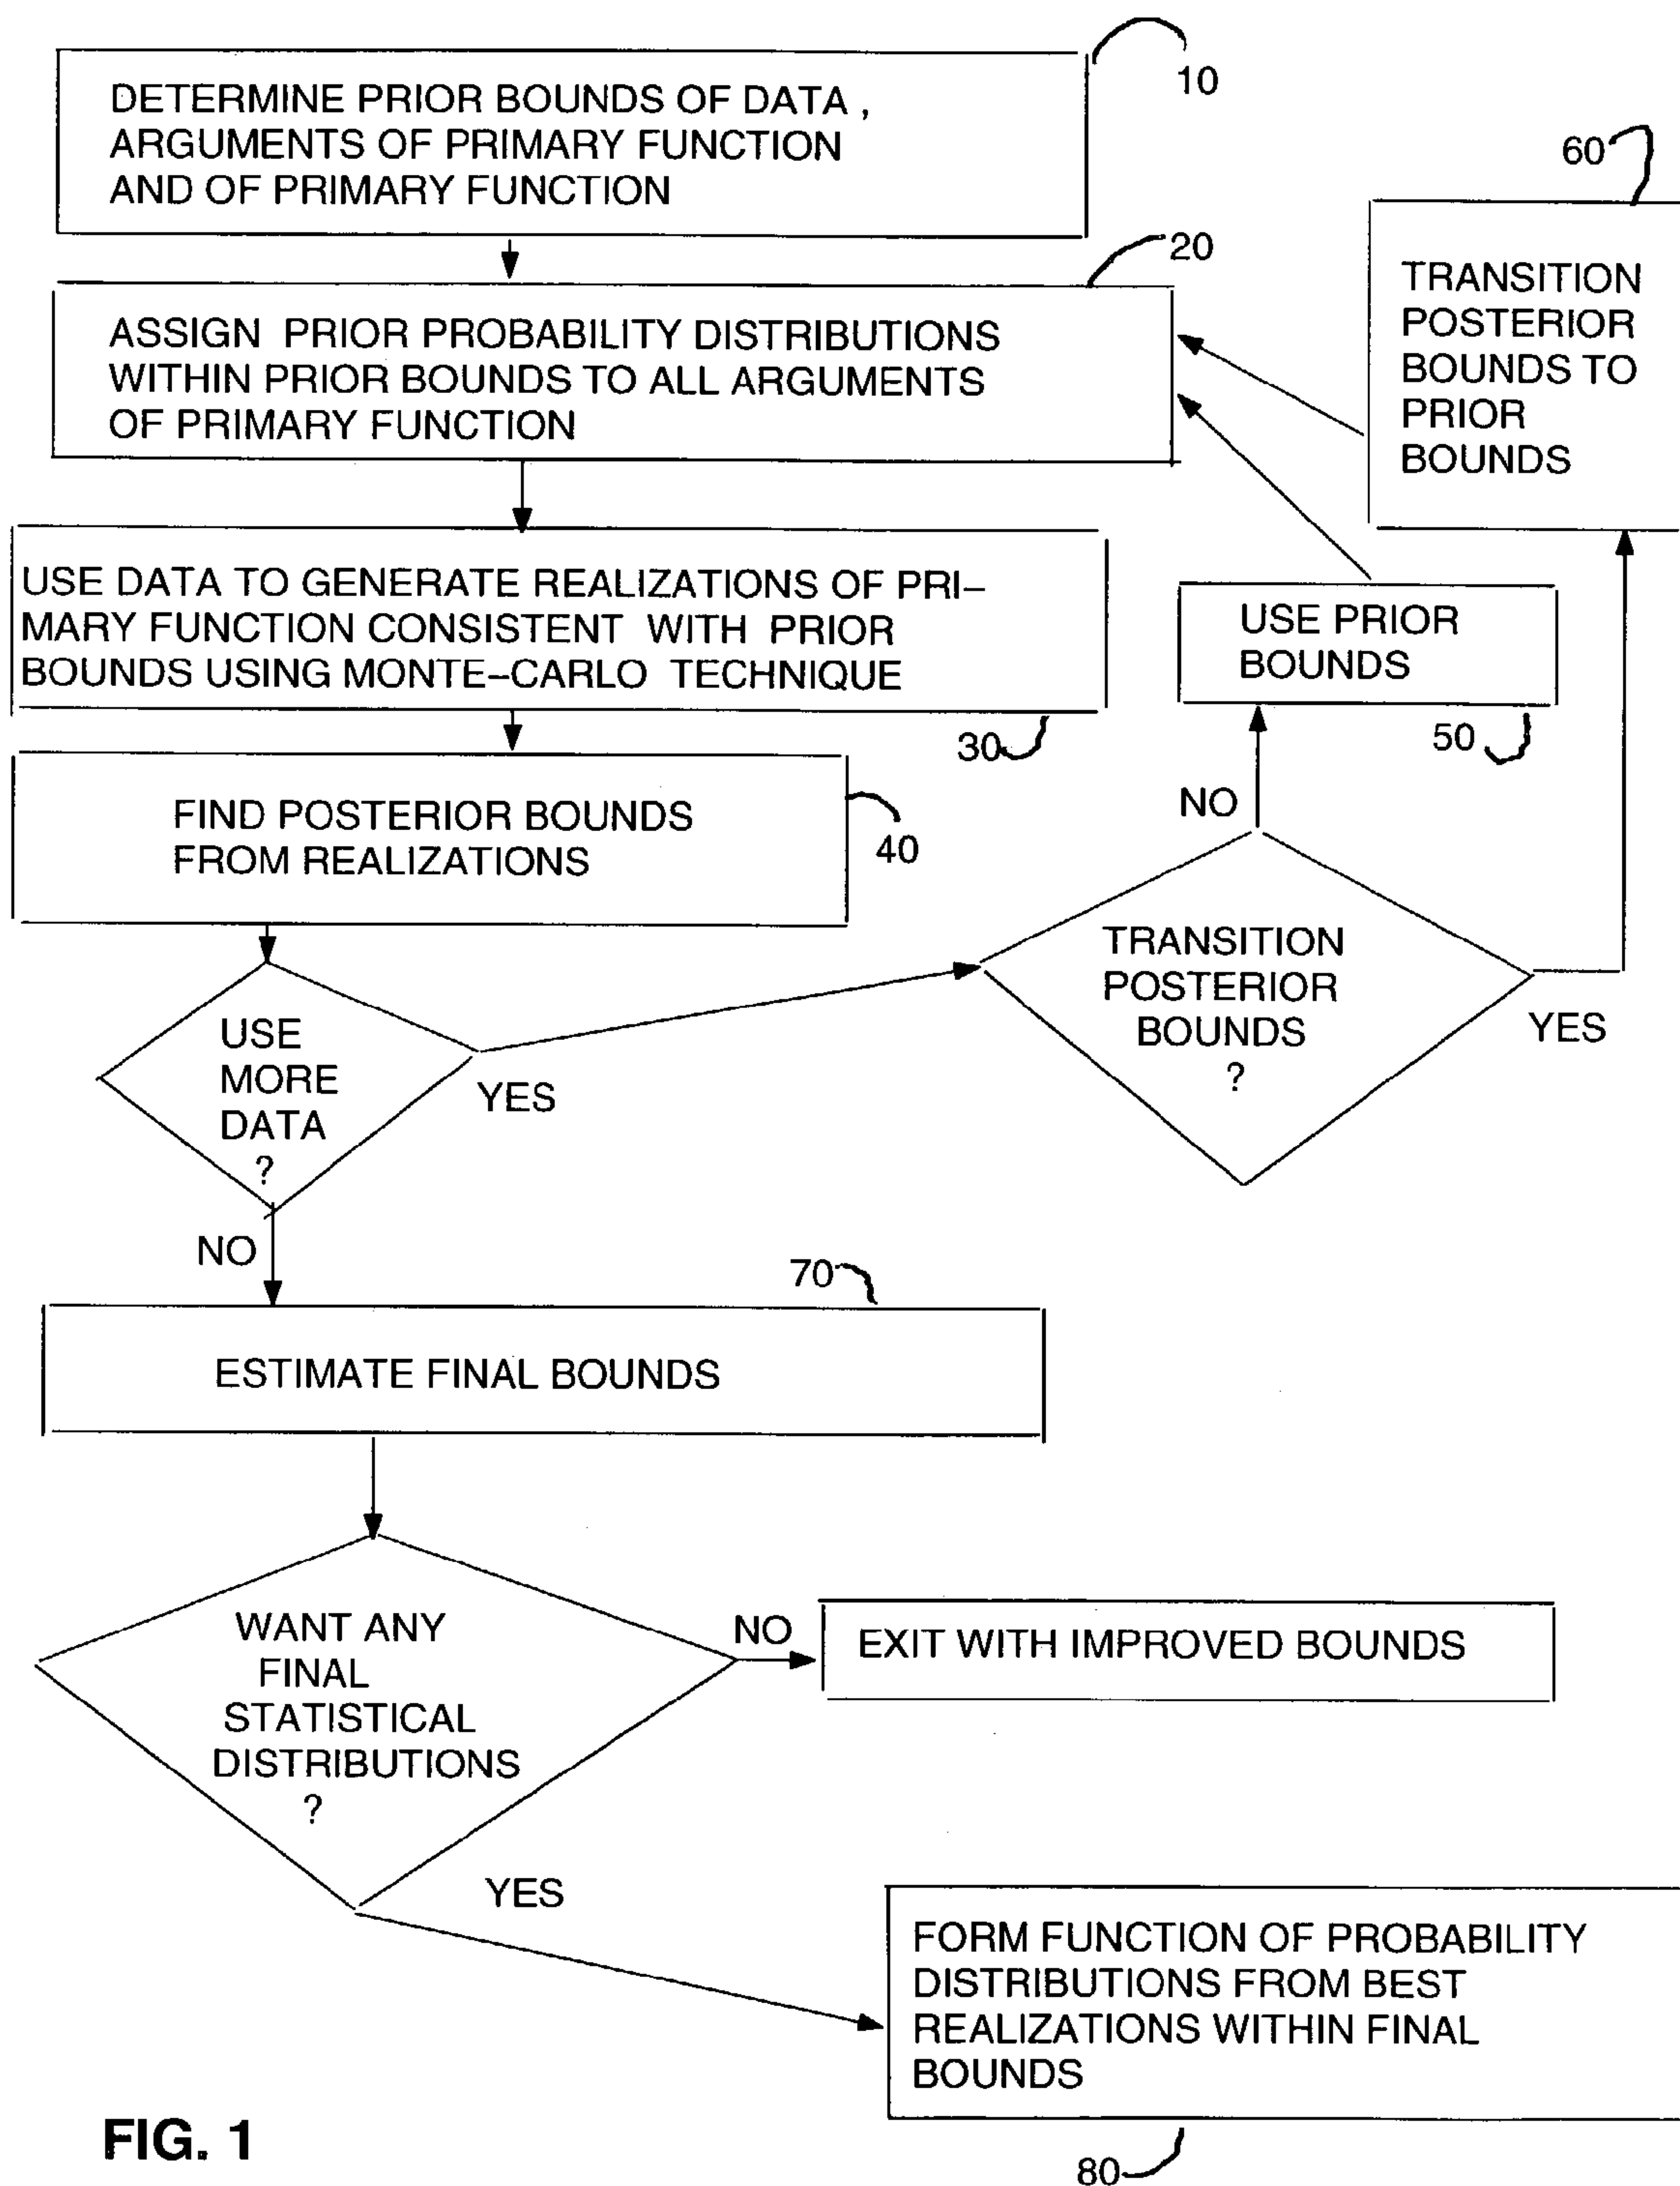 10
DETERMINE PRIOR BOUNDS OF DATA ,
ARGUMENTS OF PRIMARY FUNCTION
AND OF PRIMARY FUNCTION
60
20
ASSIGN PRIOR PROBABILITY DISTRIBUTIONS
WITHIN PRIOR BOUNDS TO ALL ARGUMENTS
OF PRIMARY FUNCTION
TRANSITION
POSTERIOR
BOUNDS TO
PRIOR
BOUNDS
USE DATA TO GENERATE REALIZATIONS OF PRI–
MARY FUNCTION CONSISTENT WITH PRIOR
BOUNDS USING MONTE–CARLO TECHNIQUE
30
USE PRIOR
BOUNDS
50
FIND POSTERIOR BOUNDS
FROM REALIZATIONS
40
NO
TRANSITION
POSTERIOR
BOUNDS
?
YES
USE
MORE
DATA
?
YES
NO
70
ESTIMATE FINAL BOUNDS
WANT ANY
FINAL
STATISTICAL
DISTRIBUTIONS
?
NO
EXIT WITH IMPROVED BOUNDS
YES
FORM FUNCTION OF PROBABILITY
DISTRIBUTIONS FROM BEST
REALIZATIONS WITHIN FINAL
BOUNDS
80
FIG. 1